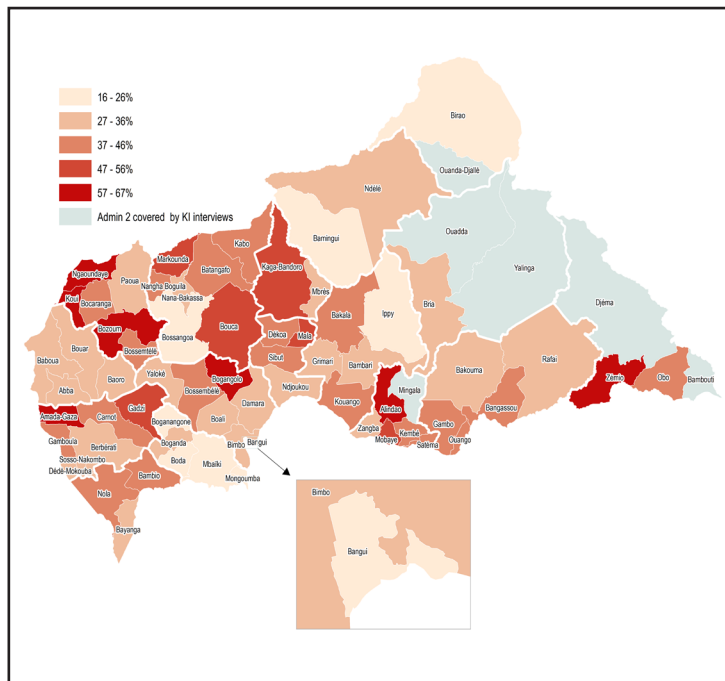 16 - 26%
27 - 36%
37 - 46%
47 - 56%
57 - 67%
Admin 2 covered by KI interviews
Birao
Ouanda-Djallé
Ndélé
Ouadda
Yalinga
Djéma
Bamingui
Kabo
Markounda
Kaga-Bandoro
Batangafo
Ngaoundaye
Paoua
Nangha Boguila
Nana-Bakassa
Koui
Bocaranga
Mbrès
Bakala
Ippy
Bria
Bozoum
Bossangoa
Bouca
Dékoa
Mala
Bouar
Bossemtélé
Baboua
Sibut
Grimari
Bambari
Bakouma
Rafaï
Yaloké
Bogangolo
Ndjoukou
Abba
Baoro
Bossembélé
Mingala
Zémio
Obo
Bambouti
Damara
Kouango
Alindao
Bangassou
Amada-Gaza
Carnot
Gadzi
Boganangone
Boali
Zangba
Mobaye
Kembé
Satéma
Gambo
Ouango
Gamboula
Berbérati
Boganda
Bimbo
Bangui
Sosso-Nakombo
Dédé-Mokouba
Boda
Mbaïki
Mongoumba
Bambio
Nola
Bayanga
Bimbo
Bangui